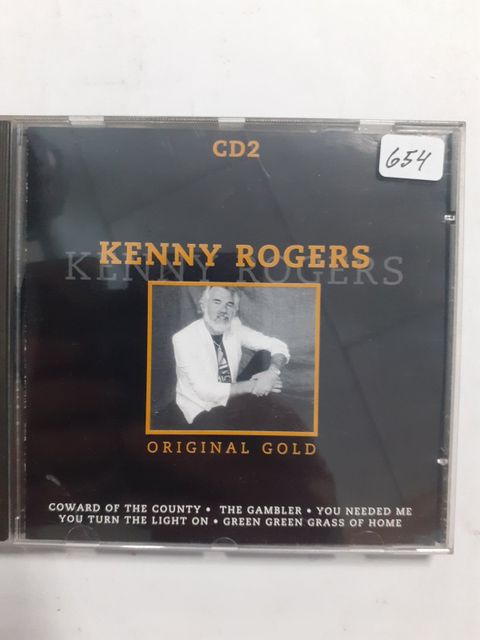 CD2
654
KENNY ROGERS
KENNY ROGERS
ORIGINAL GOLD
COWARD OF THE COUNTY • THE GAMBLER • YOU NEEDED ME
YOU TURN THE LIGHT ON • GREEN GREEN GRASS OF HOME